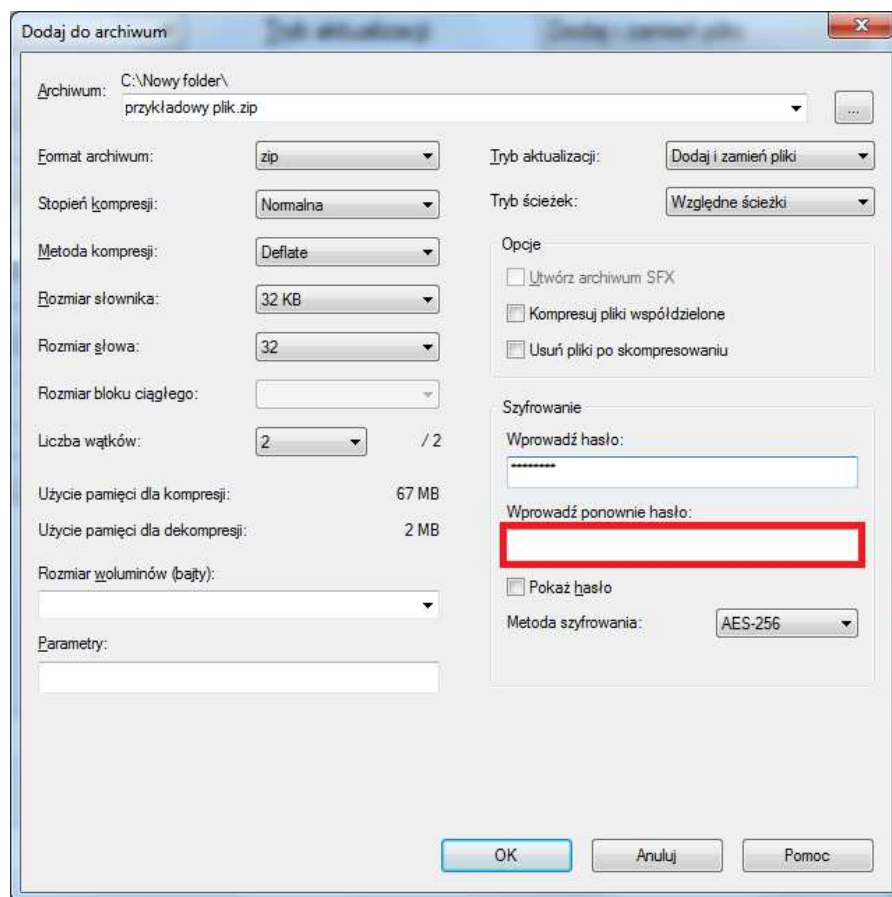 Dodaj do archiwum
Archiwum:
C:\Nowy folder\
przykładowy plik.zip
...
Format archiwum:
zip
Stopień kompresji:
Normalna
Metoda kompresji:
Deflate
Rozmiar słownika:
32 KB
Rozmiar słowa:
32
Rozmiar bloku ciągłego:
Liczba wątków:
2
/ 2
Użycie pamięci dla kompresji:
67 MB
Użycie pamięci dla dekompresji:
2 MB
Rozmiar woluminów (bajty):
Parametry:
Tryb aktualizacji:
Dodaj i zamień pliki
Tryb ścieżek:
Względne ścieżki
Opcje
Utwórz archiwum SFX
Kompresuj pliki współdzielone
Usuń pliki po skompresowaniu
Szyfrowanie
Wprowadź hasło:
********
Wprowadź ponownie hasło:
Pokaż hasło
Metoda szyfrowania:
AES-256
OK
Anuluj
Pomoc